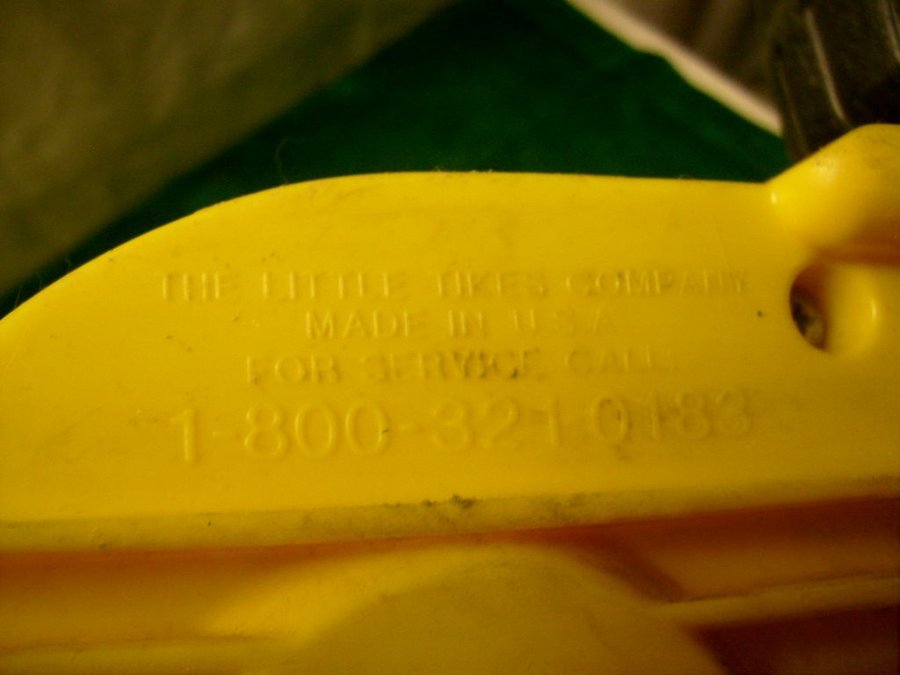 THE LITTLE TIKES COMPANY
MADE IN U.S.A
FOR SERVICE CALL
1-800-321-0183